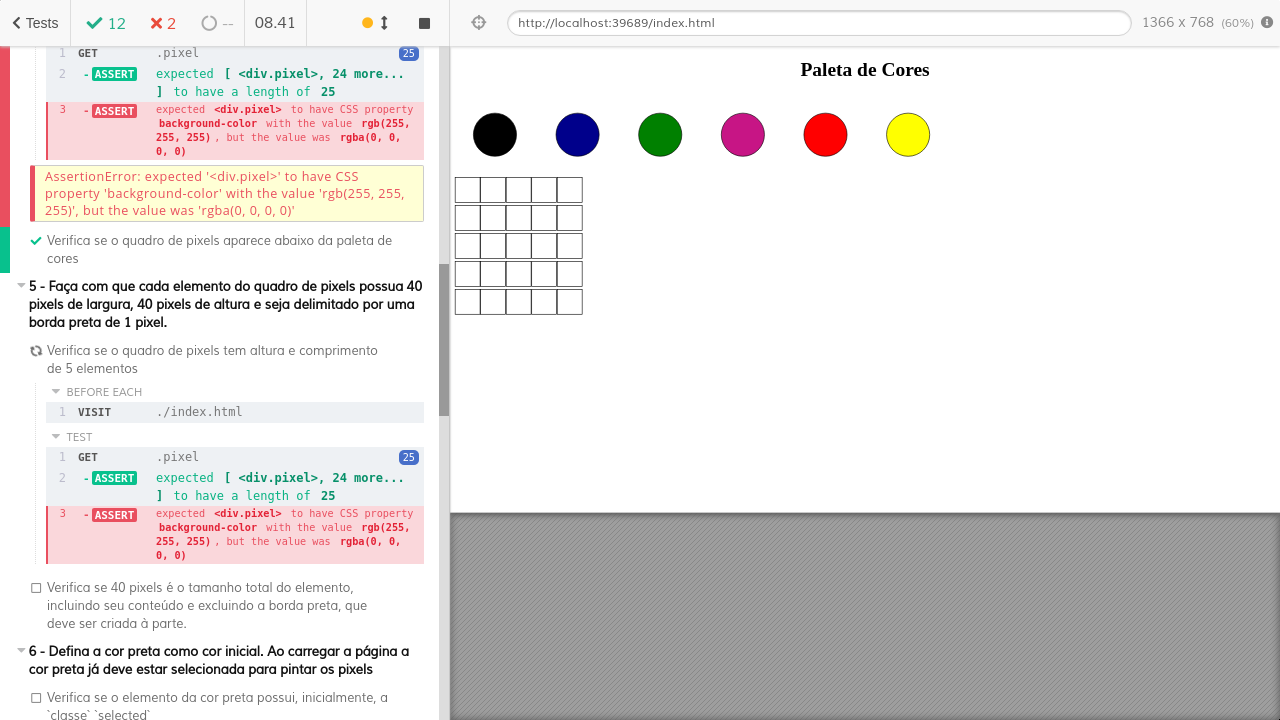 Tests
12
2
--
08.41
http://localhost:39689/index.html
1366 x 768 (60%)
1 GET .pixel 25
2 -ASSERT expected [ <div.pixel>, 24 more...
] to have a length of 25
3 -ASSERT expected <div.pixel> to have CSS property
background-color with the value rgb(255,
255, 255) , but the value was rgba(0, 0,
0, 0)
AssertionError: expected '<div.pixel>' to have CSS
property 'background-color' with the value 'rgb(255, 255,
255)', but the value was 'rgba(0, 0, 0, 0)'
Verifica se o quadro de pixels aparece abaixo da paleta de
cores
5 - Faça com que cada elemento do quadro de pixels possua 40
pixels de largura, 40 pixels de altura e seja delimitado por uma
borda preta de 1 pixel.
Verifica se o quadro de pixels tem altura e comprimento
de 5 elementos
BEFORE EACH
1 VISIT ./index.html
TEST
1 GET .pixel 25
2 -ASSERT expected [ <div.pixel>, 24 more...
] to have a length of 25
3 -ASSERT expected <div.pixel> to have CSS property
background-color with the value rgb(255,
255, 255) , but the value was rgba(0, 0,
0, 0)
Verifica se 40 pixels é o tamanho total do elemento,
incluindo seu conteúdo e excluindo a borda preta, que
deve ser criada à parte.
6 - Defina a cor preta como cor inicial. Ao carregar a página a
cor preta já deve estar selecionada para pintar os pixels
Verifica se o elemento da cor preta possui, inicialmente, a
`classe` `selected`
Paleta de Cores